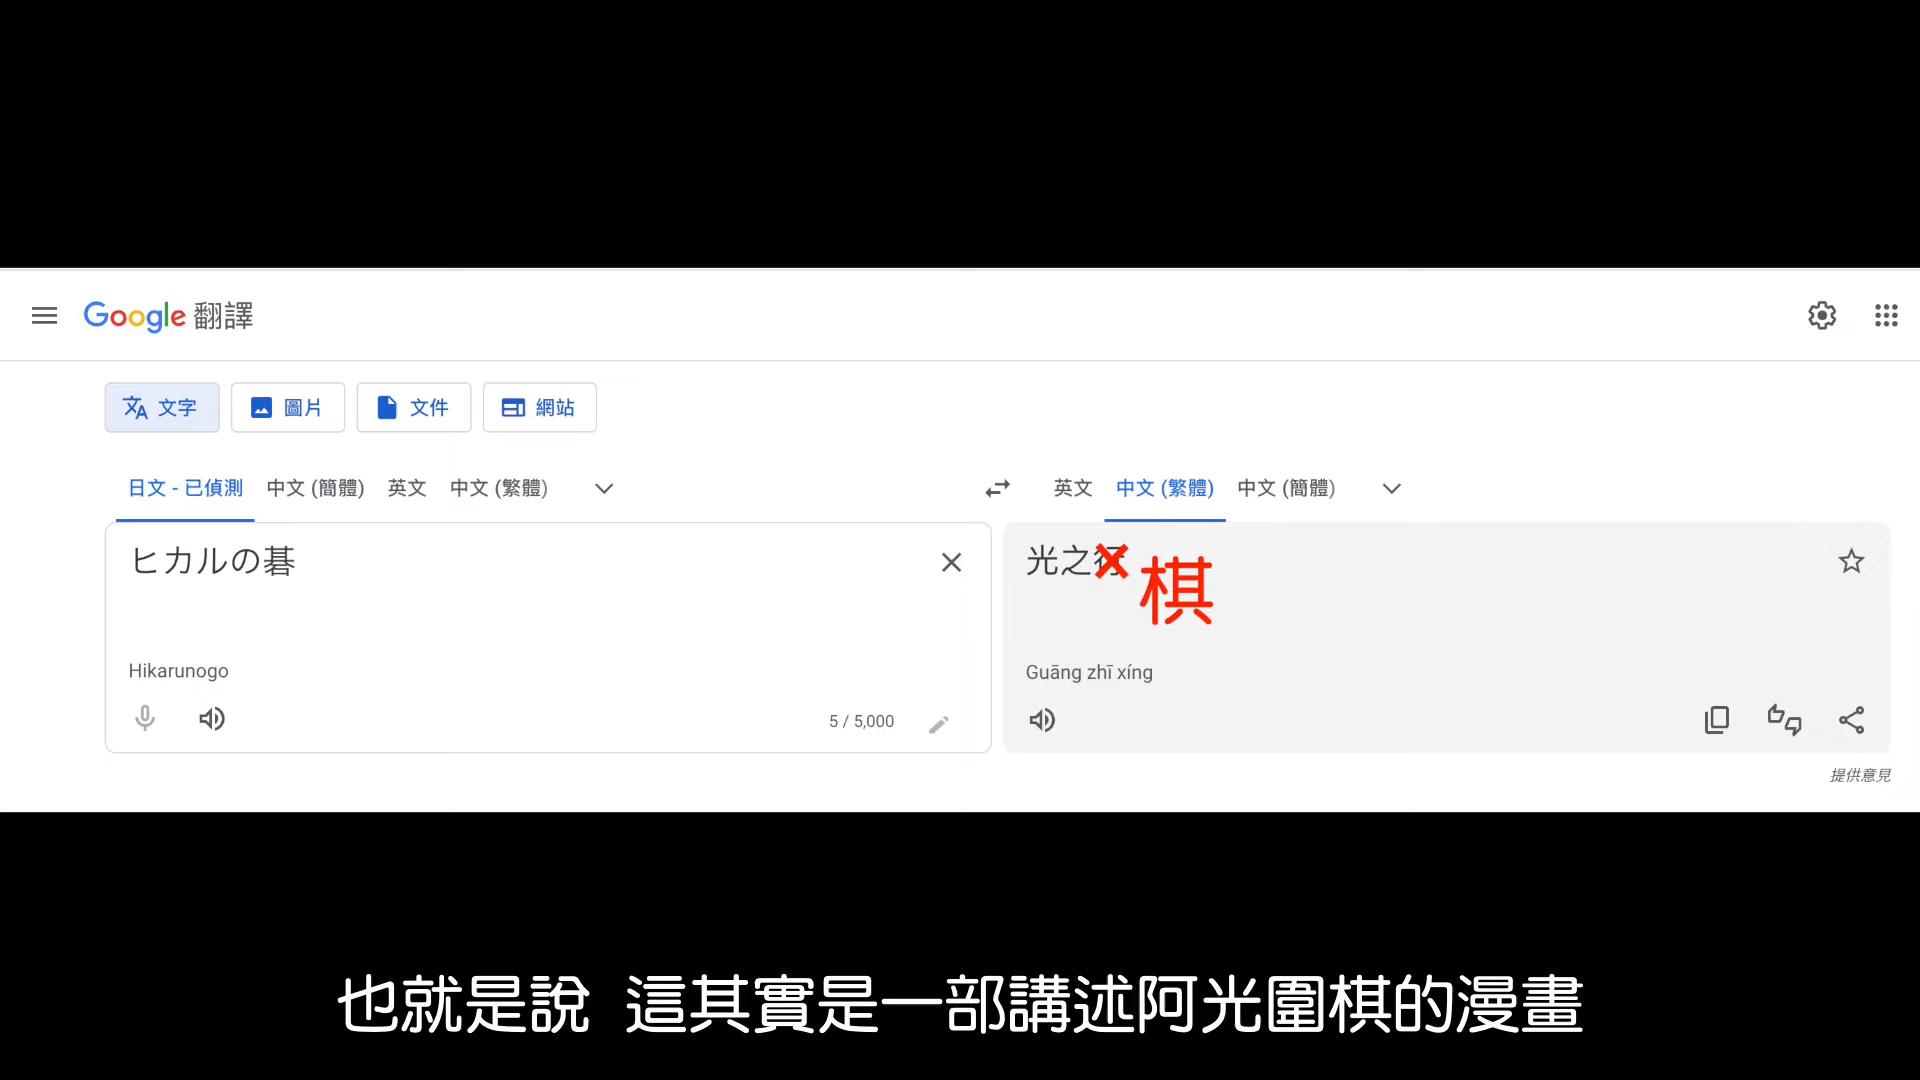 Google 翻譯
文字 圖片 文件 網站
日文 - 已偵測 中文 (簡體) 英文 中文 (繁體) 英文 中文 (繁體) 中文 (簡體)
ヒカルの碁
光之行
棋
Hikarunogo
Guāng zhī xíng
5 / 5,000
提供意見
也就是說 這其實是一部講述阿光圍棋的漫畫